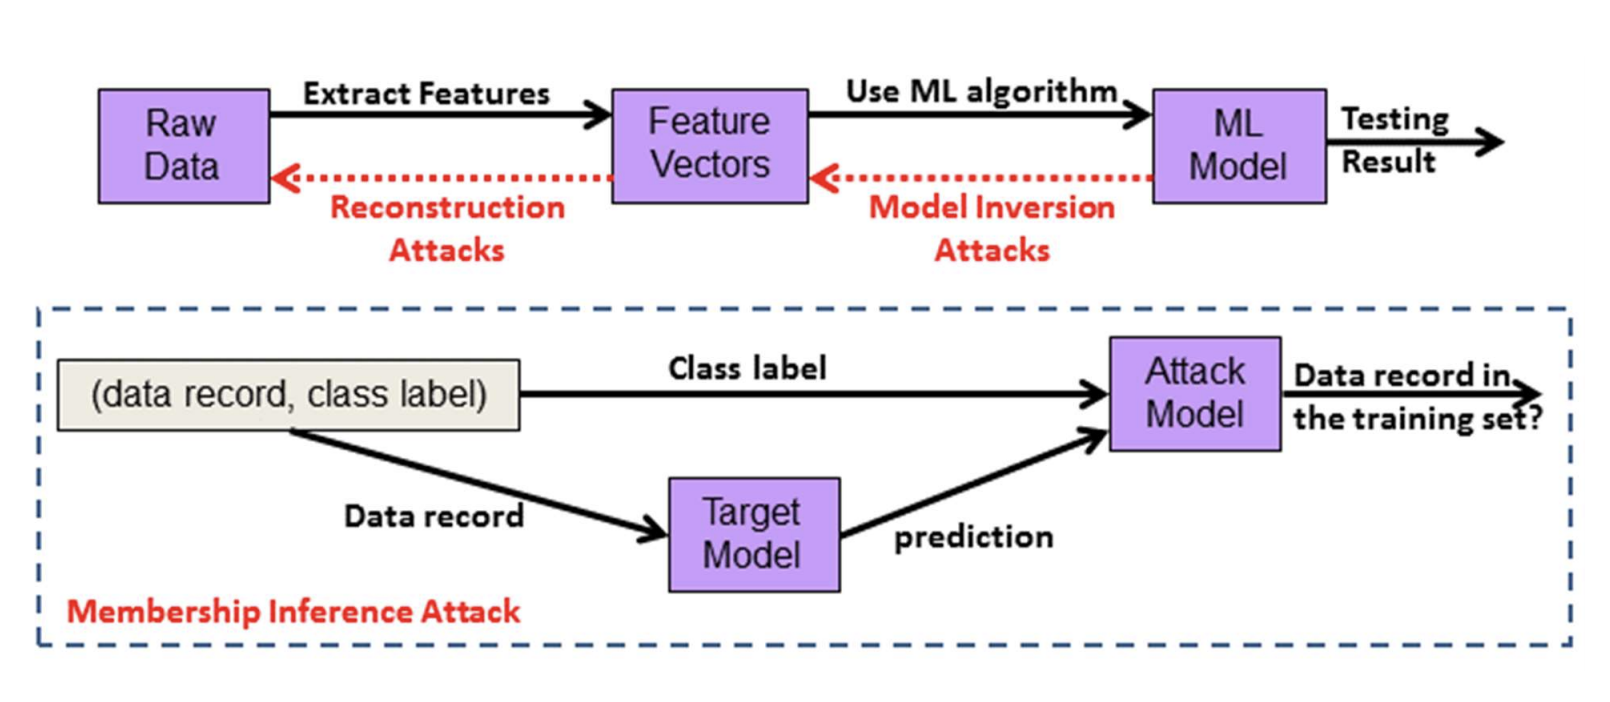 Extract Features
Use ML algorithm
Raw
Data
Feature
Vectors
ML
Model
Testing
Result
Reconstruction
Attacks
Model Inversion
Attacks
(data record, class label)
Class label
Attack
Model
Data record in
the training set?
Data record
Target
Model
prediction
Membership Inference Attack